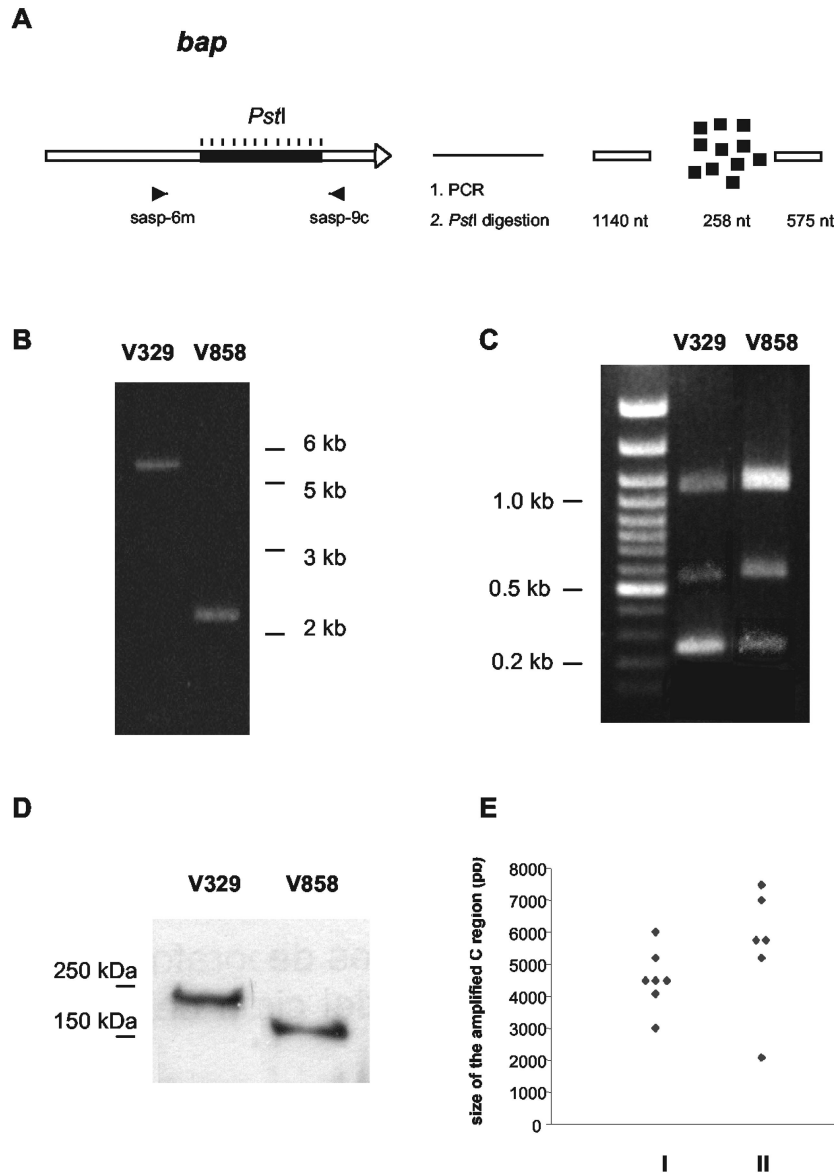 A
bap
PstI
sasp-6m
sasp-9c
1. PCR
2. PstI digestion
1140 nt
258 nt
575 nt
B
V329 V858
6 kb
5 kb
3 kb
2 kb
C
V329 V858
1.0 kb
0.5 kb
0.2 kb
D
V329 V858
250 kDa
150 kDa
E
size of the amplified C region (pb)
8000
7000
6000
5000
4000
3000
2000
1000
0
I II